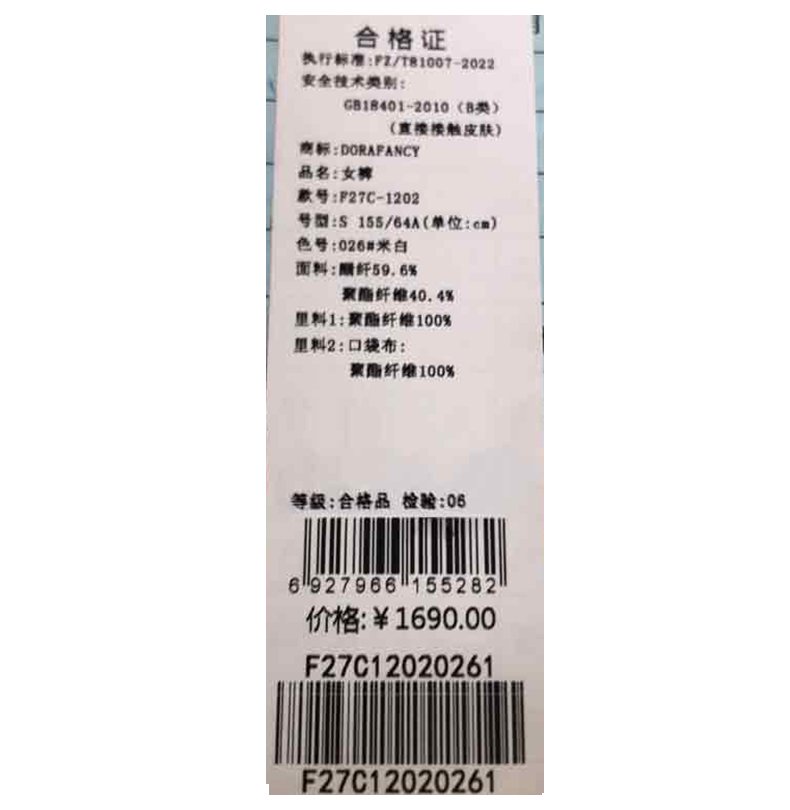 合格证
执行标准:FZ/T81007-2022
安全技术类别:
GB18401-2010（B类）
（直接接触皮肤）
商标:DORAFANCY
品名:女裤
款号:F27C-1202
号型:S 155/64A(单位:cm)
色号:026#米白
面料:醋纤59.6%
聚酯纤维40.4%
里料1:聚酯纤维100%
里料2:口袋布:
聚酯纤维100%
等级:合格品 检验:06
6 927966 155282
价格:¥1690.00
F27C12020261
F27C12020261